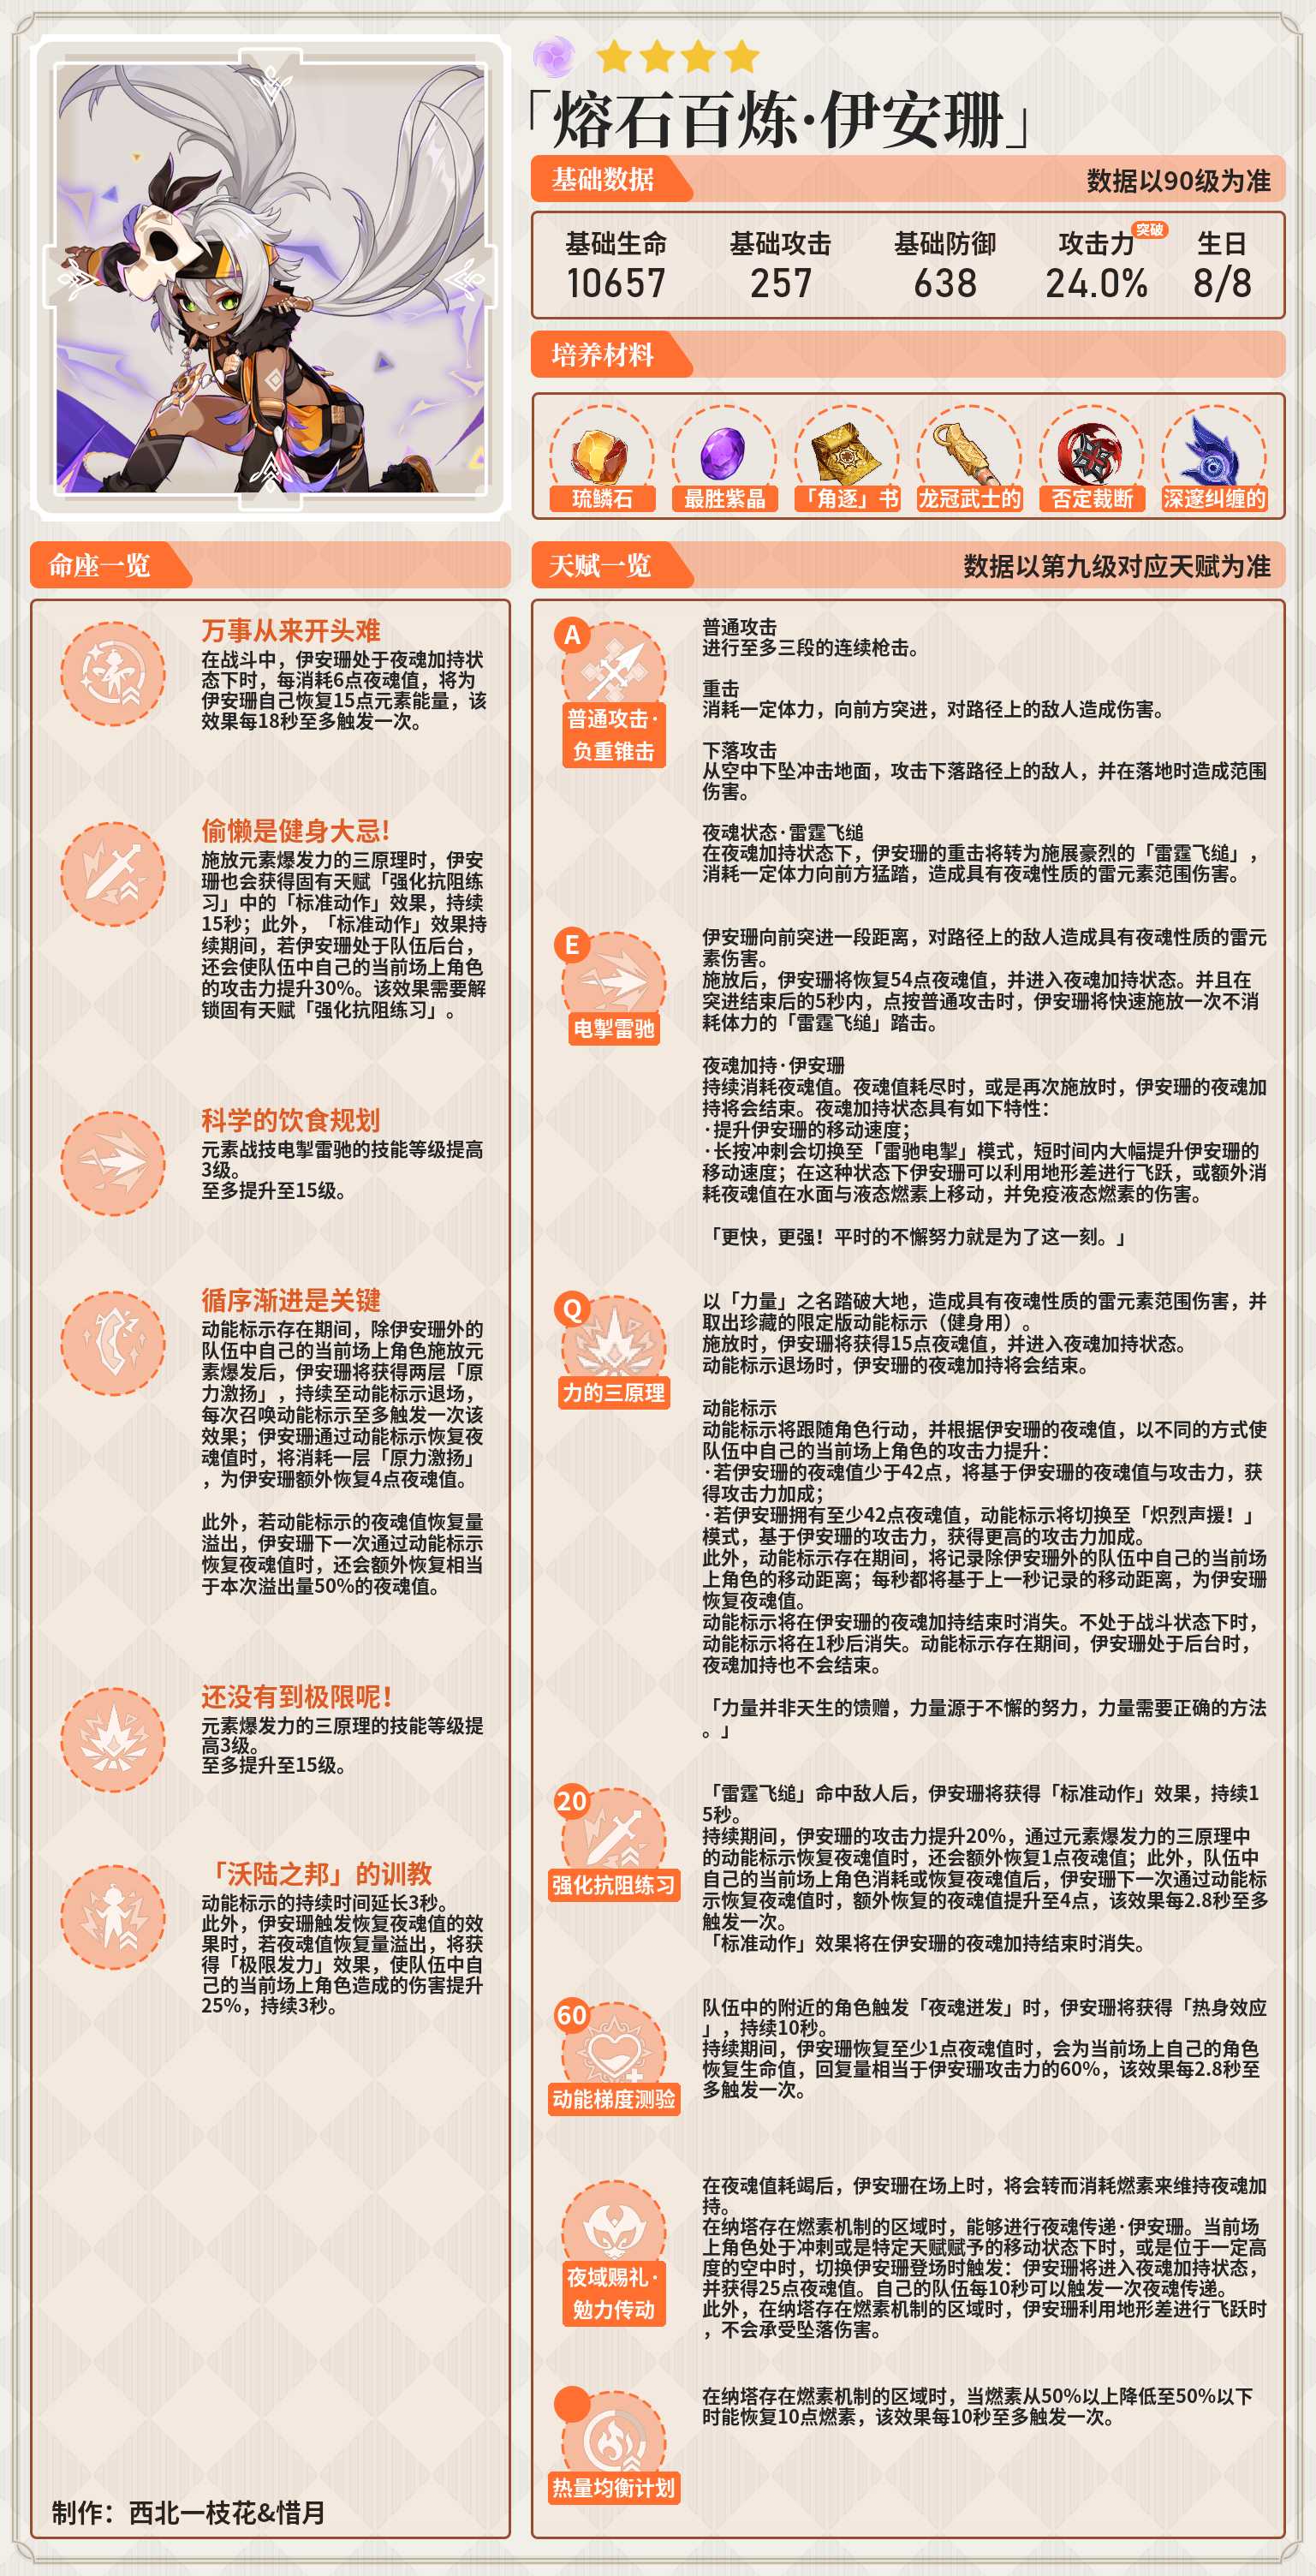 「熔石百炼·伊安珊」
基础数据
数据以90级为准
基础生命
基础攻击
基础防御
攻击力
突破
生日
10657
257
638
24.0%
8/8
培养材料
琉鳞石
最胜紫晶
「角逐」书
龙冠武士的
否定裁断
深邃纠缠的
命座一览
万事从来开头难
在战斗中，伊安珊处于夜魂加持状
态下时，每消耗6点夜魂值，将为
伊安珊自己恢复15点元素能量，该
效果每18秒至多触发一次。
偷懒是健身大忌!
施放元素爆发力的三原理时，伊安
珊也会获得固有天赋「强化抗阻练
习」中的「标准动作」效果，持续
15秒；此外，「标准动作」效果持
续期间，若伊安珊处于队伍后台，
还会使队伍中自己的当前场上角色
的攻击力提升30%。该效果需要解
锁固有天赋「强化抗阻练习」。
科学的饮食规划
元素战技电掣雷驰的技能等级提高
3级。
至多提升至15级。
循序渐进是关键
动能标示存在期间，除伊安珊外的
队伍中自己的当前场上角色施放元
素爆发后，伊安珊将获得两层「原
力激扬」，持续至动能标示退场，
每次召唤动能标示至多触发一次该
效果；伊安珊通过动能标示恢复夜
魂值时，将消耗一层「原力激扬」
，为伊安珊额外恢复4点夜魂值。
此外，若动能标示的夜魂值恢复量
溢出，伊安珊下一次通过动能标示
恢复夜魂值时，还会额外恢复相当
于本次溢出量50%的夜魂值。
还没有到极限呢！
元素爆发力的三原理的技能等级提
高3级。
至多提升至15级。
「沃陆之邦」的训教
动能标示的持续时间延长3秒。
此外，伊安珊触发恢复夜魂值的效
果时，若夜魂值恢复量溢出，将获
得「极限发力」效果，使队伍中自
己的当前场上角色造成的伤害提升
25%，持续3秒。
制作：西北一枝花&惜月
天赋一览
数据以第九级对应天赋为准
A
普通攻击·
负重锥击
普通攻击
进行至多三段的连续枪击。
重击
消耗一定体力，向前方突进，对路径上的敌人造成伤害。
下落攻击
从空中下坠冲击地面，攻击下落路径上的敌人，并在落地时造成范围
伤害。
夜魂状态·雷霆飞缒
在夜魂加持状态下，伊安珊的重击将转为施展豪烈的「雷霆飞缒」，
消耗一定体力向前方猛踏，造成具有夜魂性质的雷元素范围伤害。
E
电掣雷驰
伊安珊向前突进一段距离，对路径上的敌人造成具有夜魂性质的雷元
素伤害。
施放后，伊安珊将恢复54点夜魂值，并进入夜魂加持状态。并且在
突进结束后的5秒内，点按普通攻击时，伊安珊将快速施放一次不消
耗体力的「雷霆飞缒」踏击。
夜魂加持·伊安珊
持续消耗夜魂值。夜魂值耗尽时，或是再次施放时，伊安珊的夜魂加
持将会结束。夜魂加持状态具有如下特性：
·提升伊安珊的移动速度；
·长按冲刺会切换至「雷驰电掣」模式，短时间内大幅提升伊安珊的
移动速度；在这种状态下伊安珊可以利用地形差进行飞跃，或额外消
耗夜魂值在水面与液态燃素上移动，并免疫液态燃素的伤害。
「更快，更强！平时的不懈努力就是为了这一刻。」
Q
力的三原理
以「力量」之名踏破大地，造成具有夜魂性质的雷元素范围伤害，并
取出珍藏的限定版动能标示（健身用）。
施放时，伊安珊将获得15点夜魂值，并进入夜魂加持状态。
动能标示退场时，伊安珊的夜魂加持将会结束。
动能标示
动能标示将跟随角色行动，并根据伊安珊的夜魂值，以不同的方式使
队伍中自己的当前场上角色的攻击力提升：
·若伊安珊的夜魂值少于42点，将基于伊安珊的夜魂值与攻击力，获
得攻击力加成；
·若伊安珊拥有至少42点夜魂值，动能标示将切换至「炽烈声援！」
模式，基于伊安珊的攻击力，获得更高的攻击力加成。
此外，动能标示存在期间，将记录除伊安珊外的队伍中自己的当前场
上角色的移动距离；每秒都将基于上一秒记录的移动距离，为伊安珊
恢复夜魂值。
动能标示将在伊安珊的夜魂加持结束时消失。不处于战斗状态下时，
动能标示将在1秒后消失。动能标示存在期间，伊安珊处于后台时，
夜魂加持也不会结束。
「力量并非天生的馈赠，力量源于不懈的努力，力量需要正确的方法
。」
20
强化抗阻练习
「雷霆飞缒」命中敌人后，伊安珊将获得「标准动作」效果，持续1
5秒。
持续期间，伊安珊的攻击力提升20%，通过元素爆发力的三原理中
的动能标示恢复夜魂值时，还会额外恢复1点夜魂值；此外，队伍中
自己的当前场上角色消耗或恢复夜魂值后，伊安珊下一次通过动能标
示恢复夜魂值时，额外恢复的夜魂值提升至4点，该效果每2.8秒至多
触发一次。
「标准动作」效果将在伊安珊的夜魂加持结束时消失。
60
动能梯度测验
队伍中的附近的角色触发「夜魂迸发」时，伊安珊将获得「热身效应
」，持续10秒。
持续期间，伊安珊恢复至少1点夜魂值时，会为当前场上自己的角色
恢复生命值，回复量相当于伊安珊攻击力的60%，该效果每2.8秒至
多触发一次。
夜域赐礼·
勉力传动
在夜魂值耗竭后，伊安珊在场上时，将会转而消耗燃素来维持夜魂加
持。
在纳塔存在燃素机制的区域时，能够进行夜魂传递·伊安珊。当前场
上角色处于冲刺或是特定天赋赋予的移动状态下时，或是位于一定高
度的空中时，切换伊安珊登场时触发：伊安珊将进入夜魂加持状态，
并获得25点夜魂值。自己的队伍每10秒可以触发一次夜魂传递。
此外，在纳塔存在燃素机制的区域时，伊安珊利用地形差进行飞跃时
，不会承受坠落伤害。
热量均衡计划
在纳塔存在燃素机制的区域时，当燃素从50%以上降低至50%以下
时能恢复10点燃素，该效果每10秒至多触发一次。